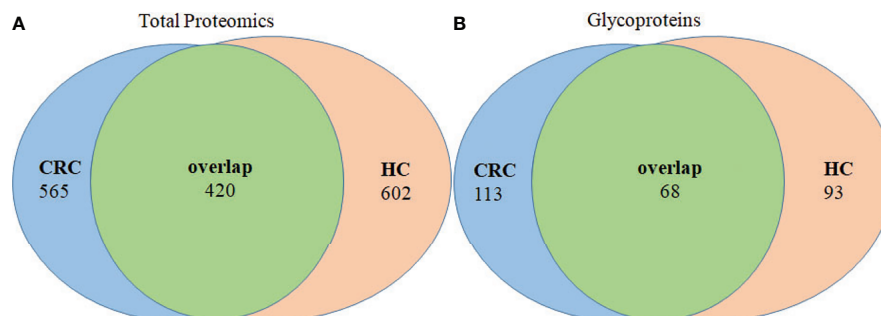 A
Total Proteomics
CRC
565
overlap
420
HC
602
B
Glycoproteins
CRC
113
overlap
68
HC
93